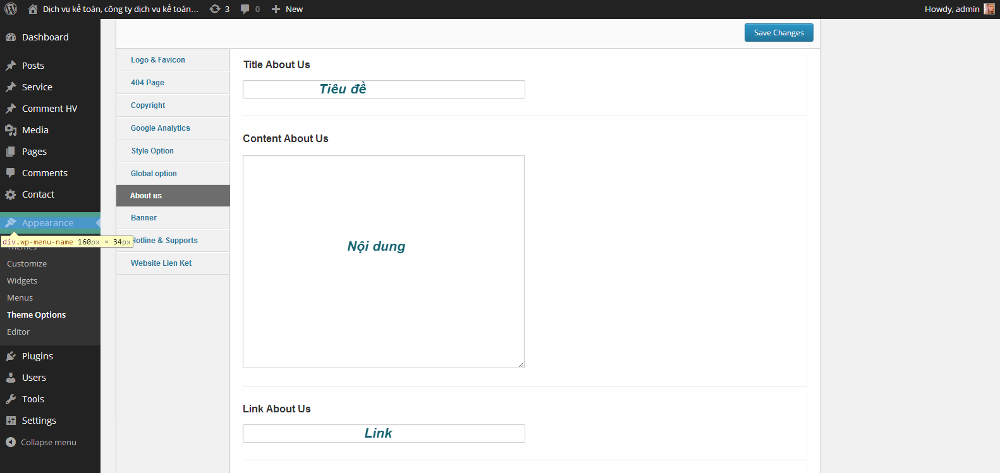 Dịch vụ kế toán, công ty dịch vụ kế toán... 3 0 New Howdy, admin
Save Changes
Dashboard
Posts
Service
Comment HV
Media
Pages
Comments
Contact
Appearance
div.wp-menu-name 160px × 34px
Themes
Customize
Widgets
Menus
Theme Options
Editor
Plugins
Users
Tools
Settings
Collapse menu
Logo & Favicon
404 Page
Copyright
Google Analytics
Style Option
Global option
About us
Banner
Hotline & Supports
Website Lien Ket
Title About Us
Tiêu đề
Content About Us
Nội dung
Link About Us
Link